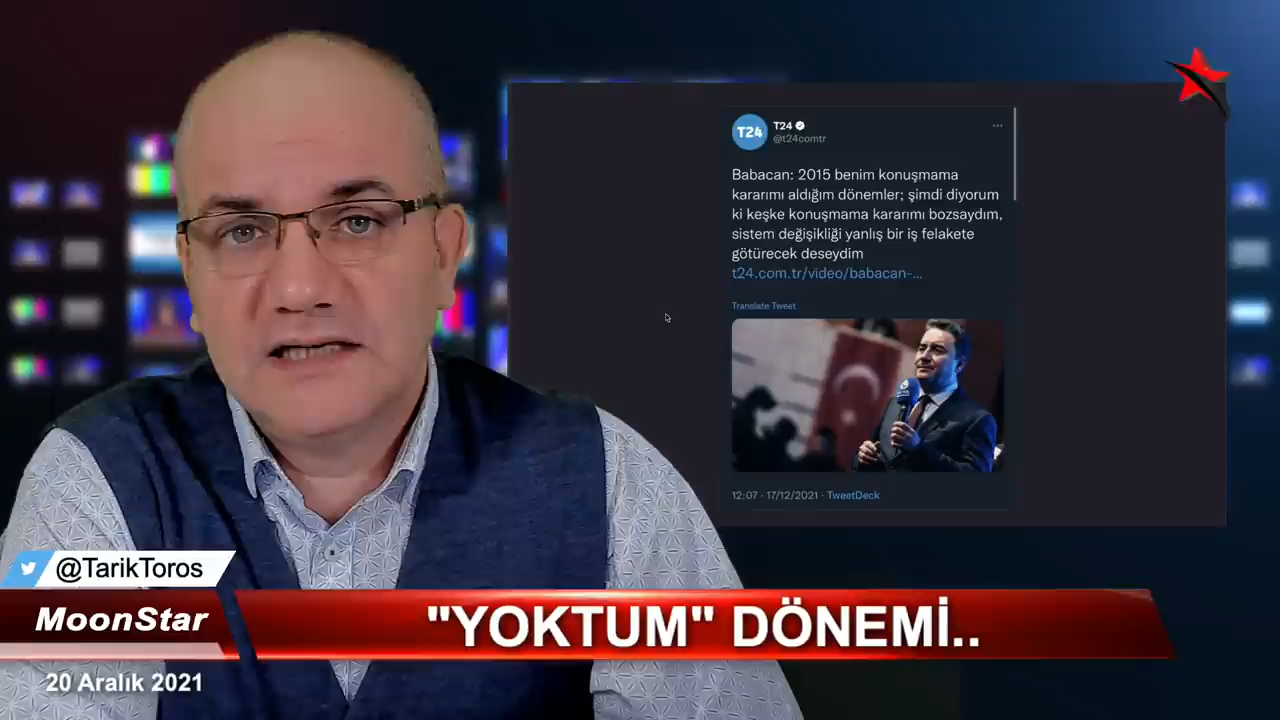 T24
T24
@t24comtr
Babacan: 2015 benim konuşmama
kararımı aldığım dönemler; şimdi diyorum
ki keşke konuşmama kararımı bozsaydım,
sistem değişikliği yanlış bir iş felakete
götürecek deseydim
t24.com.tr/video/babacan-...
Translate Tweet
12:07 · 17/12/2021 · TweetDeck
@TarikToros
MoonStar
"YOKTUM" DÖNEMİ..
20 Aralık 2021